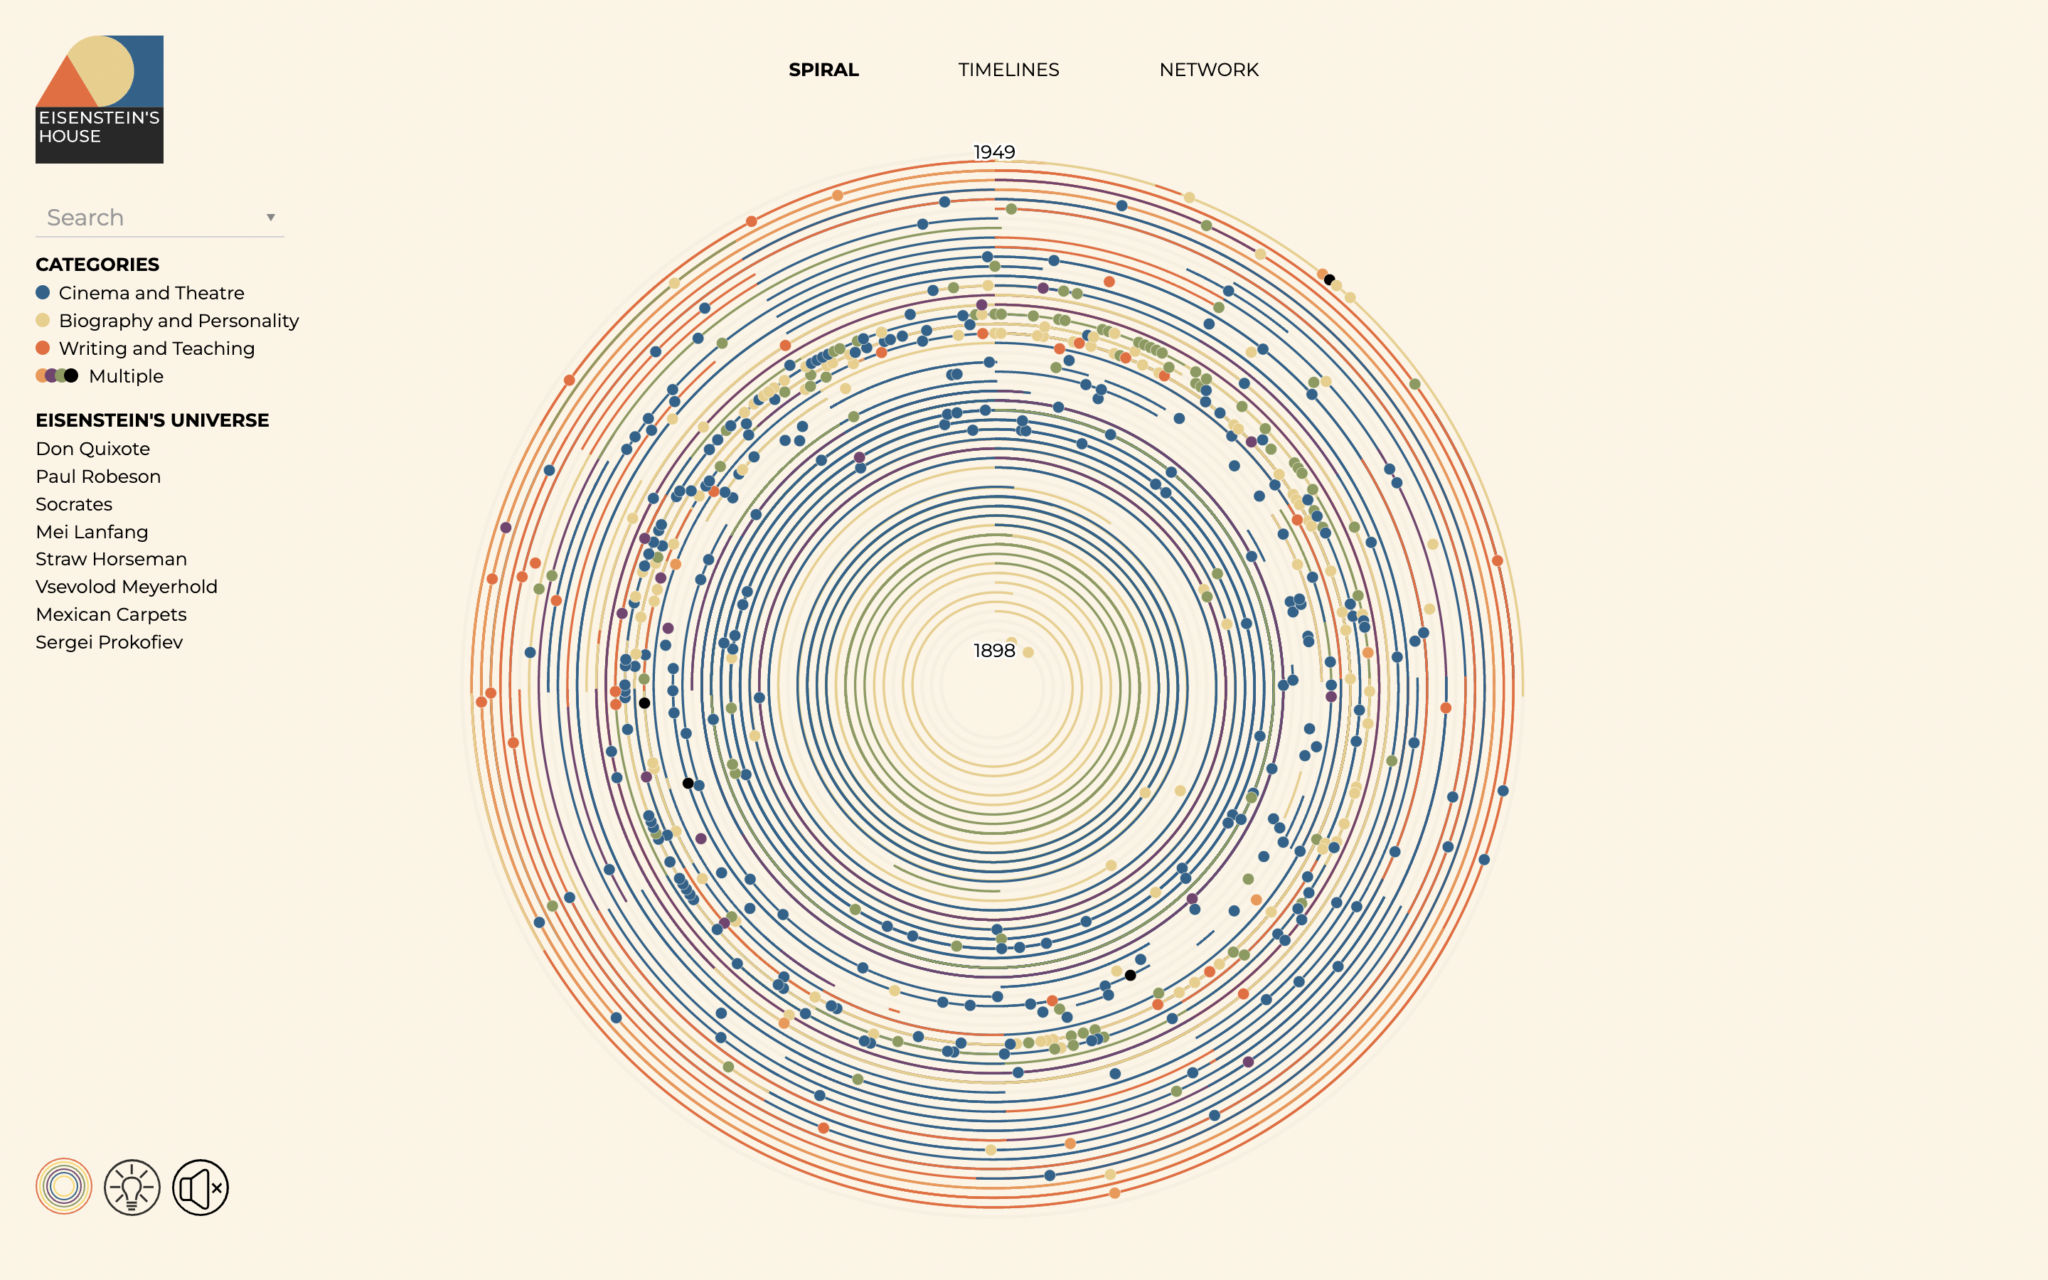 EISENSTEIN'S
HOUSE
SPIRAL
TIMELINES
NETWORK
Search
CATEGORIES
Cinema and Theatre
Biography and Personality
Writing and Teaching
Multiple
EISENSTEIN'S UNIVERSE
Don Quixote
Paul Robeson
Socrates
Mei Lanfang
Straw Horseman
Vsevolod Meyerhold
Mexican Carpets
Sergei Prokofiev
1949
1898